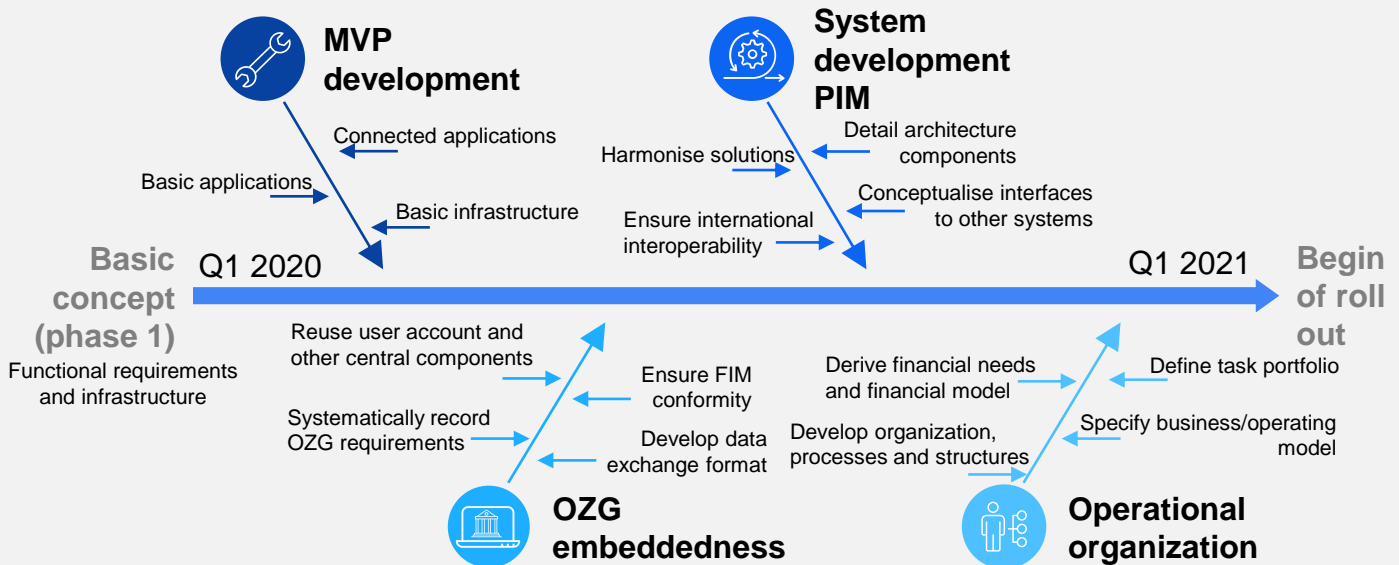 MVP
development
Connected applications
Basic applications
Basic infrastructure
System
development
PIM
Detail architecture
components
Harmonise solutions
Conceptualise interfaces
to other systems
Ensure international
interoperability
Basic
concept
(phase 1)
Functional requirements
and infrastructure
Q1 2020
Q1 2021
Begin
of roll
out
Reuse user account and
other central components
Ensure FIM
conformity
Systematically record
OZG requirements
Develop data
exchange format
OZG
embeddedness
Derive financial needs
and financial model
Define task portfolio
Develop organization,
processes and structures
Specify business/operating
model
Operational
organization